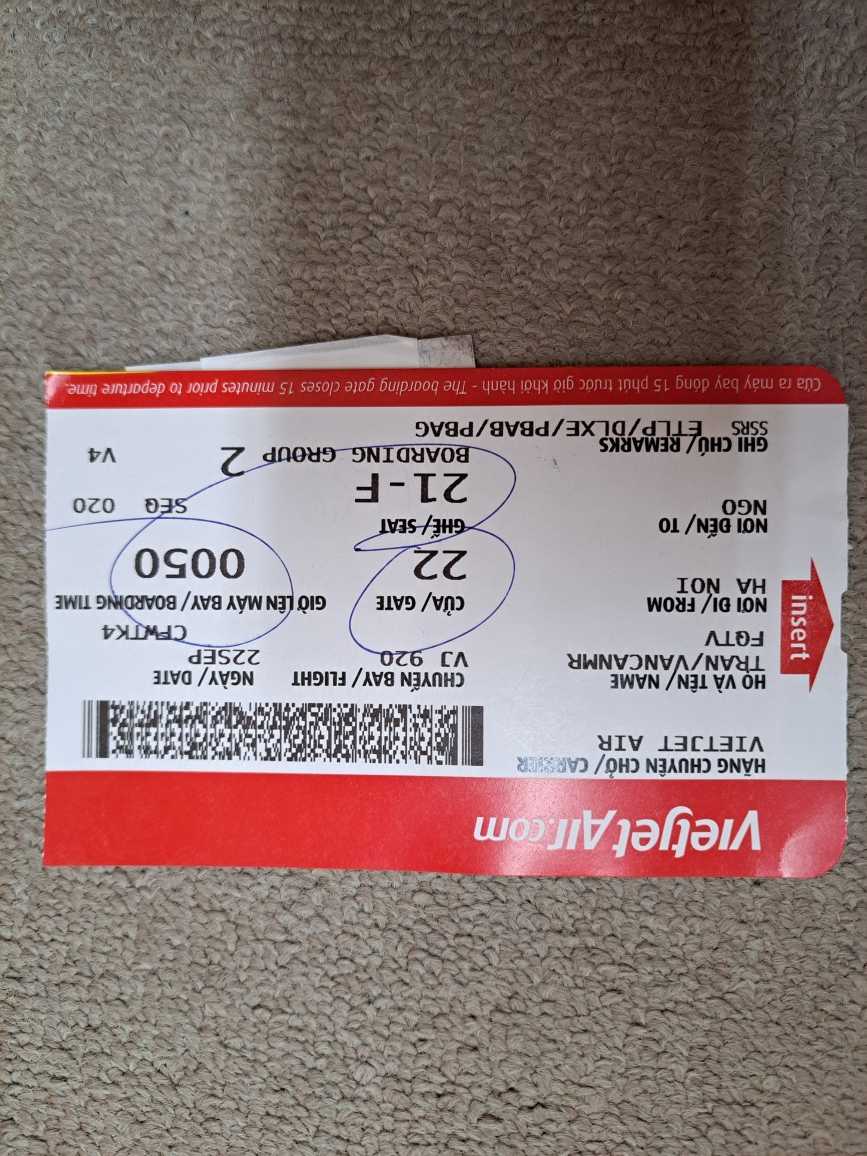 vietjetAir.com
HÃNG CHUYÊN CHỞ/ CARRIER
VIETJET AIR
HỌ VÀ TÊN/ NAME
TRAN/VANCANMR
FQTV
CHUYẾN BAY/ FLIGHT
VJ 920
NGÀY/ DATE
22SEP
CFWTK4
NƠI ĐI/ FROM
HA NOI
CỬA/ GATE
22
GIỜ LÊN MÁY BAY/ BOARDING TIME
0050
NƠI ĐẾN/ TO
NGO
GHẾ/ SEAT
21-F
SEQ 020
BOARDING GROUP 2
V4
GHI CHÚ/ REMARKS
SSRS ETLP/DLXE/PBAB/PBAG
Cửa ra máy bay đóng 15 phút trước giờ khởi hành - The boarding gate closes 15 minutes prior to departure time.
insert